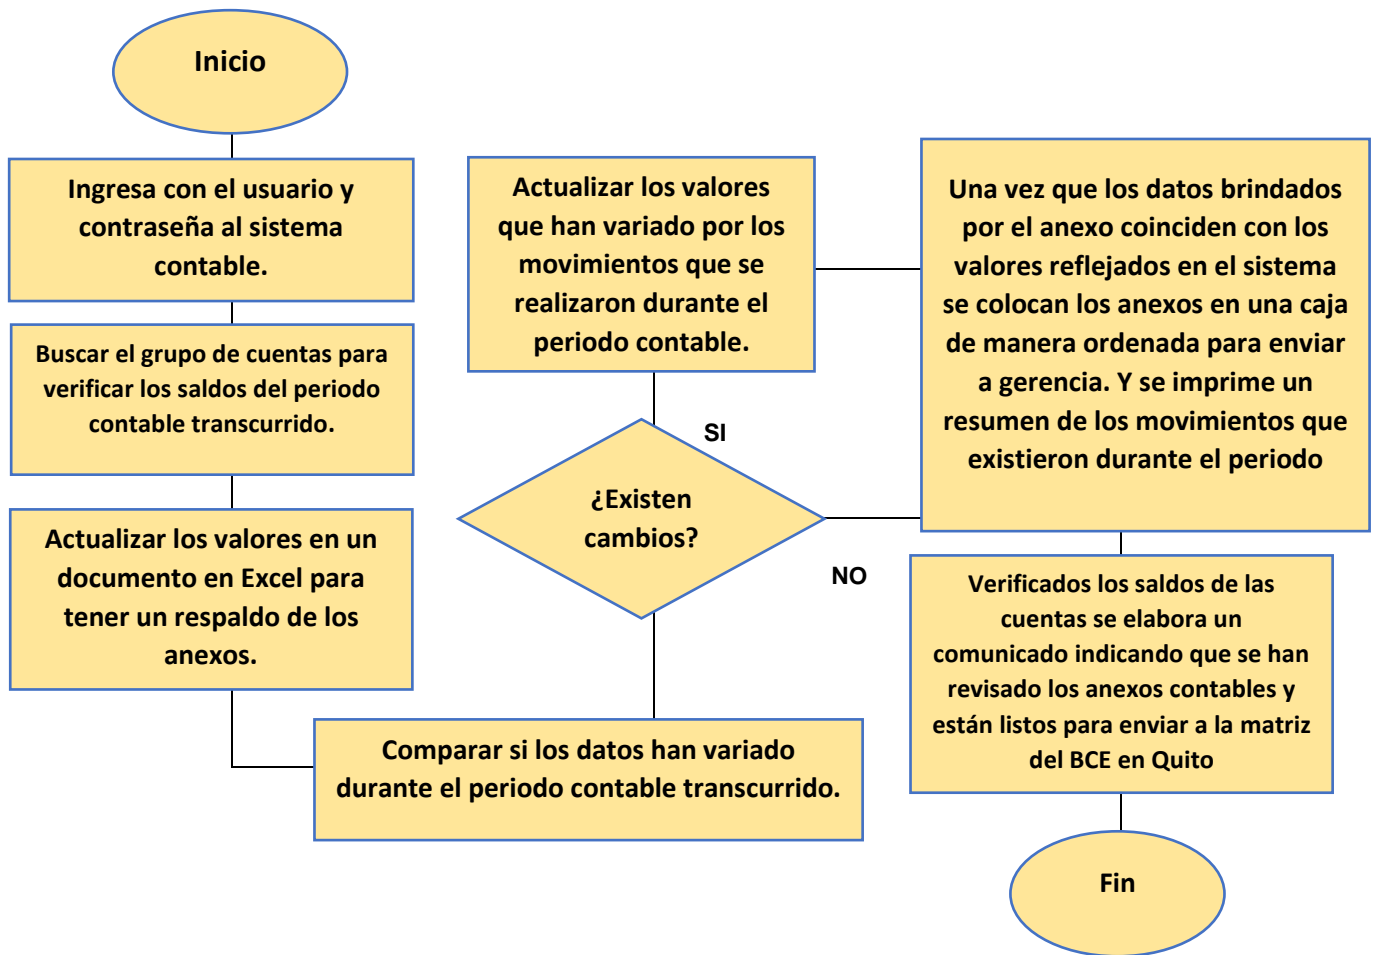 Inicio
Ingresa con el usuario y
contraseña al sistema
contable.
Buscar el grupo de cuentas para
verificar los saldos del periodo
contable transcurrido.
Actualizar los valores en un
documento en Excel para
tener un respaldo de los
anexos.
Comparar si los datos han variado
durante el periodo contable transcurrido.
¿Existen
cambios?
SI
NO
Actualizar los valores
que han variado por los
movimientos que se
realizaron durante el
periodo contable.
Una vez que los datos brindados
por el anexo coinciden con los
valores reflejados en el sistema
se colocan los anexos en una caja
de manera ordenada para enviar
a gerencia. Y se imprime un
resumen de los movimientos que
existieron durante el periodo
Verificados los saldos de las
cuentas se elabora un
comunicado indicando que se han
revisado los anexos contables y
están listos para enviar a la matriz
del BCE en Quito
Fin